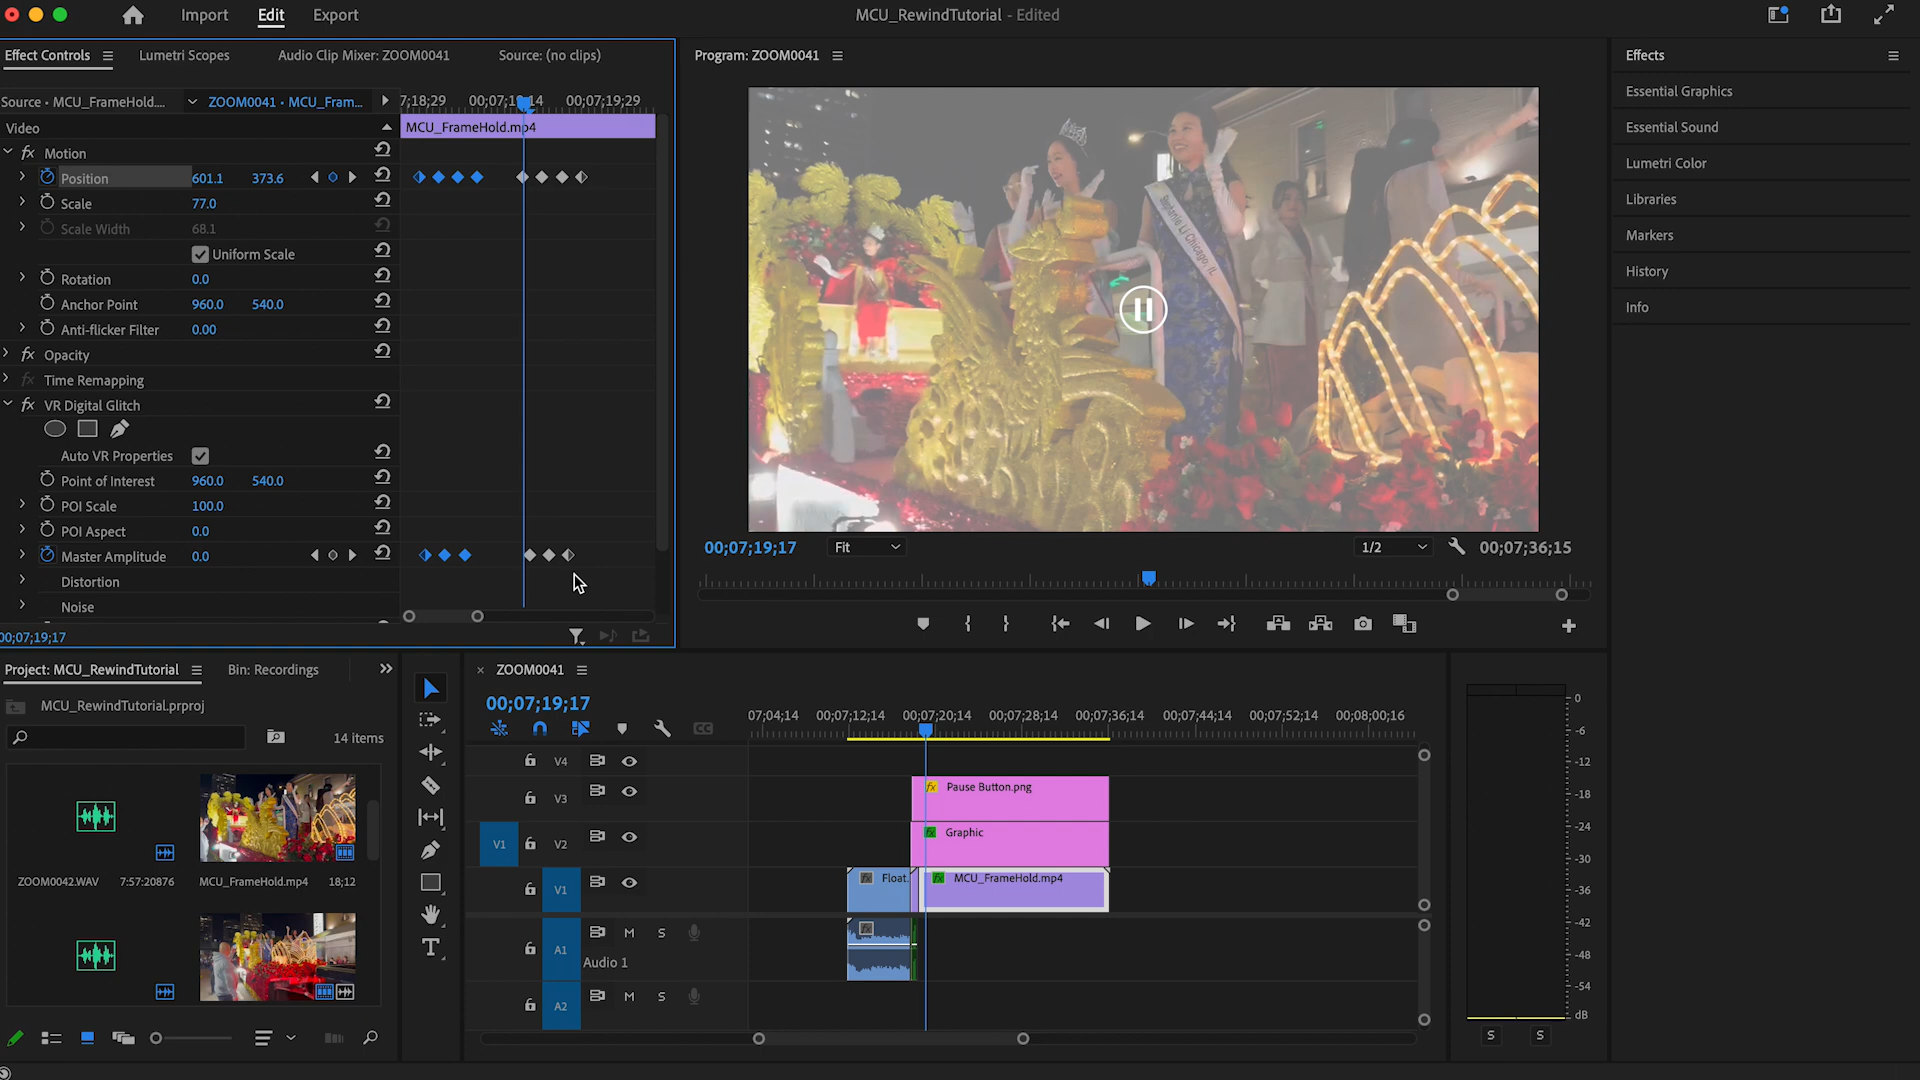 Import Edit Export MCU_RewindTutorial - Edited
Effect Controls Lumetri Scopes Audio Clip Mixer: ZOOM0041 Source: (no clips)
Source • MCU_FrameHold.... ZOOM0041 • MCU_Fram... 7;18;29 00;07;19;14 00;07;19;29
Video MCU_FrameHold.mp4
fx Motion
Position 601.1 373.6
Scale 77.0
Scale Width 68.1
Uniform Scale
Rotation 0.0
Anchor Point 960.0 540.0
Anti-flicker Filter 0.00
fx Opacity
fx Time Remapping
fx VR Digital Glitch
Auto VR Properties
Point of Interest 960.0 540.0
POI Scale 100.0
POI Aspect 0.0
Master Amplitude 0.0
Distortion
Noise
00;07;19;17
Program: ZOOM0041
Stephanie Li Chicago, IL
00;07;19;17 Fit 1/2 00;07;36;15
Effects
Essential Graphics
Essential Sound
Lumetri Color
Libraries
Markers
History
Info
Project: MCU_RewindTutorial Bin: Recordings
MCU_RewindTutorial.prproj
14 items
ZOOM0042.WAV 7:57:20876 MCU_FrameHold.mp4 18;12
ZOOM0041
00;07;19;17
07;04;14 00;07;12;14 00;07;20;14 00;07;28;14 00;07;36;14 00;07;44;14 00;07;52;14 00;08;00;16
V4
V3 fx Pause Button.png
V1 V2 fx Graphic
V1 fx Float. fx MCU_FrameHold.mp4
A1 M S fx
Audio 1
A2 M S
0
-6
-12
-18
-24
-30
-36
-42
-48
-54
dB
S S